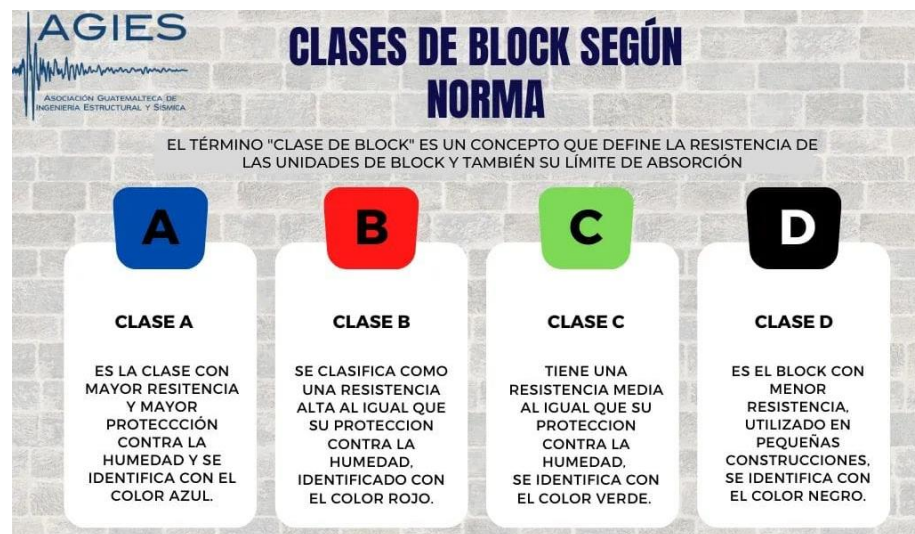 AGIES
ASOCIACIÓN GUATEMALTECA DE
INGENIERIA ESTRUCTURAL Y SÍSMICA
CLASES DE BLOCK SEGÚN
NORMA
EL TÉRMINO "CLASE DE BLOCK" ES UN CONCEPTO QUE DEFINE LA RESISTENCIA DE
LAS UNIDADES DE BLOCK Y TAMBIÉN SU LÍMITE DE ABSORCIÓN
A
CLASE A
ES LA CLASE CON
MAYOR RESITENCIA
Y MAYOR
PROTECCCIÓN
CONTRA LA
HUMEDAD Y SE
IDENTIFICA CON EL
COLOR AZUL.
B
CLASE B
SE CLASIFICA COMO
UNA RESISTENCIA
ALTA AL IGUAL QUE
SU PROTECCION
CONTRA LA
HUMEDAD,
IDENTIFICADO CON
EL COLOR ROJO.
C
CLASE C
TIENE UNA
RESISTENCIA MEDIA
AL IGUAL QUE SU
PROTECCION
CONTRA LA
HUMEDAD,
SE IDENTIFICA CON
EL COLOR VERDE.
D
CLASE D
ES EL BLOCK CON
MENOR
RESISTENCIA,
UTILIZADO EN
PEQUEÑAS
CONSTRUCCIONES,
SE IDENTIFICA CON
EL COLOR NEGRO.